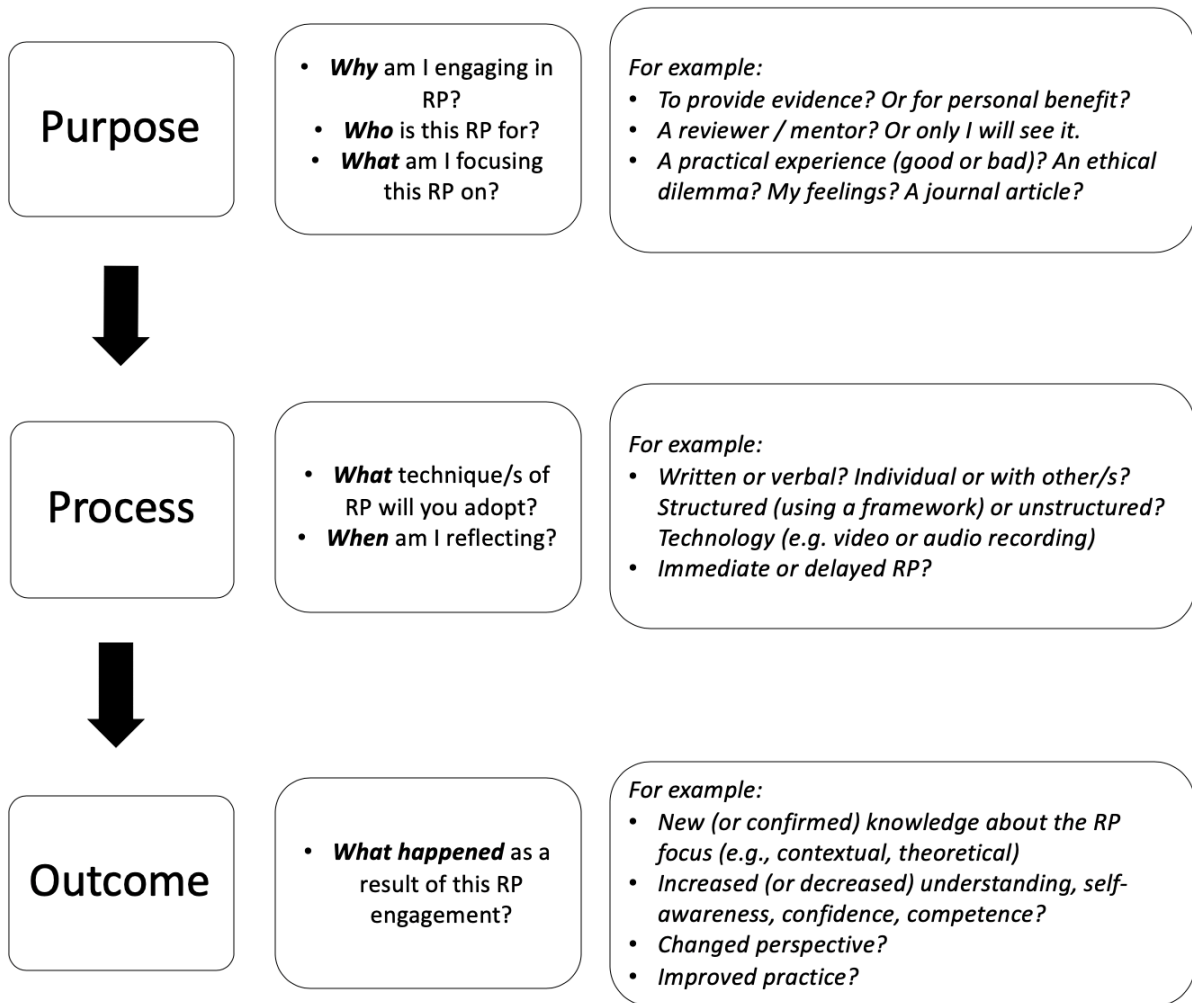 Purpose
• Why am I engaging in
RP?
• Who is this RP for?
• What am I focusing
this RP on?
For example:
• To provide evidence? Or for personal benefit?
• A reviewer / mentor? Or only I will see it.
• A practical experience (good or bad)? An ethical
dilemma? My feelings? A journal article?
Process
• What technique/s of
RP will you adopt?
• When am I reflecting?
For example:
• Written or verbal? Individual or with other/s?
Structured (using a framework) or unstructured?
Technology (e.g. video or audio recording)
• Immediate or delayed RP?
Outcome
• What happened as a
result of this RP
engagement?
For example:
• New (or confirmed) knowledge about the RP
focus (e.g., contextual, theoretical)
• Increased (or decreased) understanding, self-
awareness, confidence, competence?
• Changed perspective?
• Improved practice?